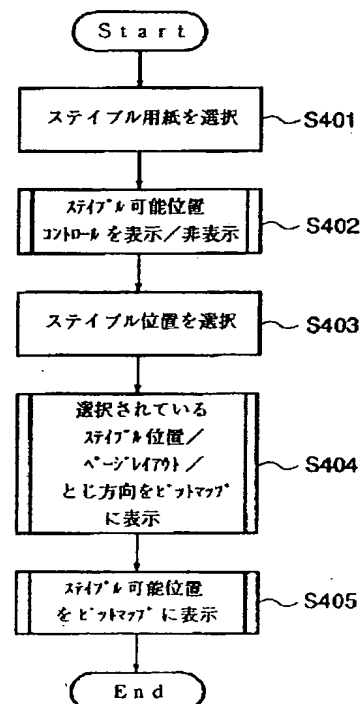 Start
ステイプル用紙を選択
S401
ステイプル可能位置
コントロールを表示/非表示
S402
ステイプル位置を選択
S403
選択されている
ステイプル位置/
ページレイアウト/
とじ方向をビットマップ
に表示
S404
ステイプル可能位置
をビットマップに表示
S405
End